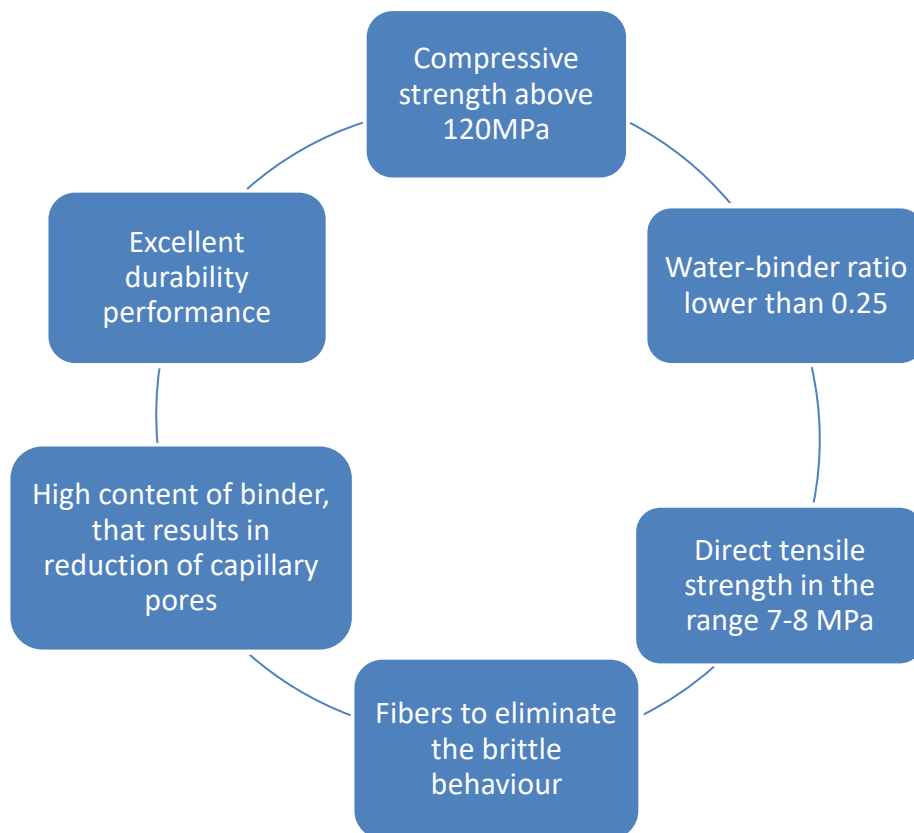 Compressive
strength above
120MPa
Water-binder ratio
lower than 0.25
Direct tensile
strength in the
range 7-8 MPa
Fibers to eliminate
the brittle
behaviour
High content of binder,
that results in
reduction of capillary
pores
Excellent
durability
performance